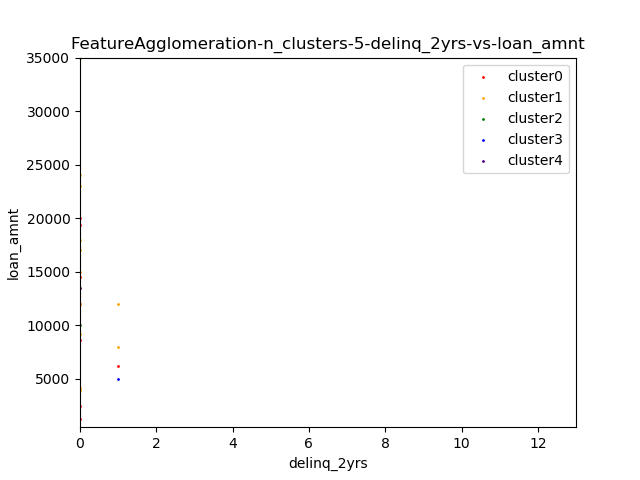 FeatureAgglomeration-n_clusters-5-delinq_2yrs-vs-loan_amnt
35000
30000
25000
20000
15000
10000
5000
loan_amnt
cluster0
cluster1
cluster2
cluster3
cluster4
0 2 4 6 8 10 12
delinq_2yrs